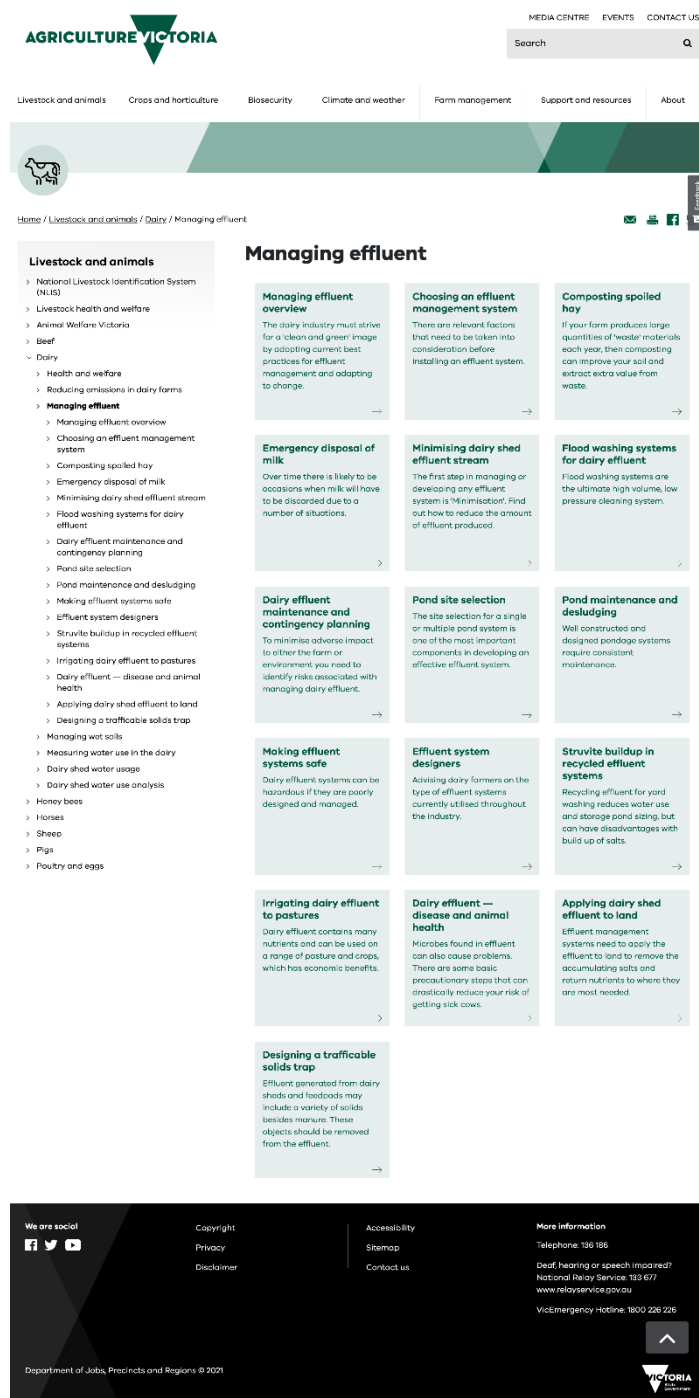 MEDIA CENTRE EVENTS CONTACT US
AGRICULTURE VICTORIA
Search
Livestock and animals
Crops and horticulture
Biosecurity
Climate and weather
Farm management
Support and resources
About
Feedback
Home / Livestock and animals / Dairy / Managing effluent
Livestock and animals
National Livestock Identification System
(NLIS)
Livestock health and welfare
Animal Welfare Victoria
Beef
Dairy
Health and welfare
Reducing emissions in dairy farms
Managing effluent
Managing effluent overview
Choosing an effluent management
system
Composting spoiled hay
Emergency disposal of milk
Minimising dairy shed effluent stream
Flood washing systems for dairy
effluent
Dairy effluent maintenance and
contingency planning
Pond site selection
Pond maintenance and desludging
Making effluent systems safe
Effluent system designers
Struvite buildup in recycled effluent
systems
Irrigating dairy effluent to pastures
Dairy effluent — disease and animal
health
Applying dairy shed effluent to land
Designing a trafficable solids trap
Managing wet soils
Measuring water use in the dairy
Dairy shed water usage
Dairy shed water use analysis
Honey bees
Horses
Sheep
Pigs
Poultry and eggs
Managing effluent
Managing effluent
overview
The dairy industry must strive
for a 'clean and green' image
by adopting current best
practices for effluent
management and adapting
to change.
Choosing an effluent
management system
There are relevant factors
that need to be taken into
consideration before
installing an effluent system.
Composting spoiled
hay
If your farm produces large
quantities of 'waste' materials
each year, then composting
can improve your soil and
extract extra value from
waste.
Emergency disposal of
milk
Over time there is likely to be
occasions when milk will have
to be discarded due to a
number of situations.
Minimising dairy shed
effluent stream
The first step in managing or
developing any effluent
system is 'Minimisation'. Find
out how to reduce the amount
of effluent produced.
Flood washing systems
for dairy effluent
Flood washing systems are
the ultimate high volume, low
pressure cleaning system.
Dairy effluent
maintenance and
contingency planning
To minimise adverse impact
to either the farm or
environment you need to
identify risks associated with
managing dairy effluent.
Pond site selection
The site selection for a single
or multiple pond system is
one of the most important
components in developing an
effective effluent system.
Pond maintenance and
desludging
Well constructed and
designed pondage systems
require consistent
maintenance.
Making effluent
systems safe
Dairy effluent systems can be
hazardous if they are poorly
designed and managed.
Effluent system
designers
Advising dairy farmers on the
type of effluent systems
currently utilised throughout
the industry.
Struvite buildup in
recycled effluent
systems
Recycling effluent for yard
washing reduces water use
and storage pond sizing, but
can have disadvantages with
build up of salts.
Irrigating dairy effluent
to pastures
Dairy effluent contains many
nutrients and can be used on
a range of pasture and crops,
which has economic benefits.
Dairy effluent —
disease and animal
health
Microbes found in effluent
can also cause problems.
There are some basic
precautionary steps that can
drastically reduce your risk of
getting sick cows.
Applying dairy shed
effluent to land
Effluent management
systems need to apply the
effluent to land to remove the
accumulating salts and
return nutrients to where they
are most needed.
Designing a trafficable
solids trap
Effluent generated from dairy
sheds and feedpads may
include a variety of solids
besides manure. These
objects should be removed
from the effluent.
We are social
Copyright
Privacy
Disclaimer
Accessibility
Sitemap
Contact us
More information
Telephone: 136 186
Deaf, hearing or speech impaired?
National Relay Service: 133 677
www.relayservice.gov.au
VicEmergency Hotline: 1800 226 226
Department of Jobs, Precincts and Regions © 2021
VICTORIA
State
Government